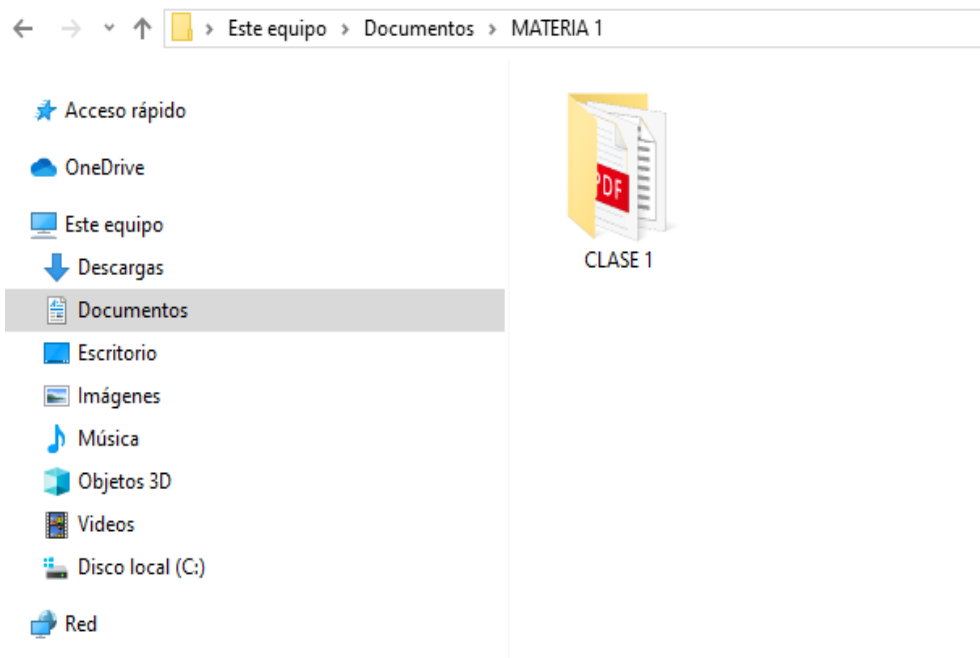 Este equipo > Documentos > MATERIA 1
Acceso rápido
OneDrive
Este equipo
Descargas
Documentos
Escritorio
Imágenes
Música
Objetos 3D
Videos
Disco local (C:)
Red
PDF
CLASE 1